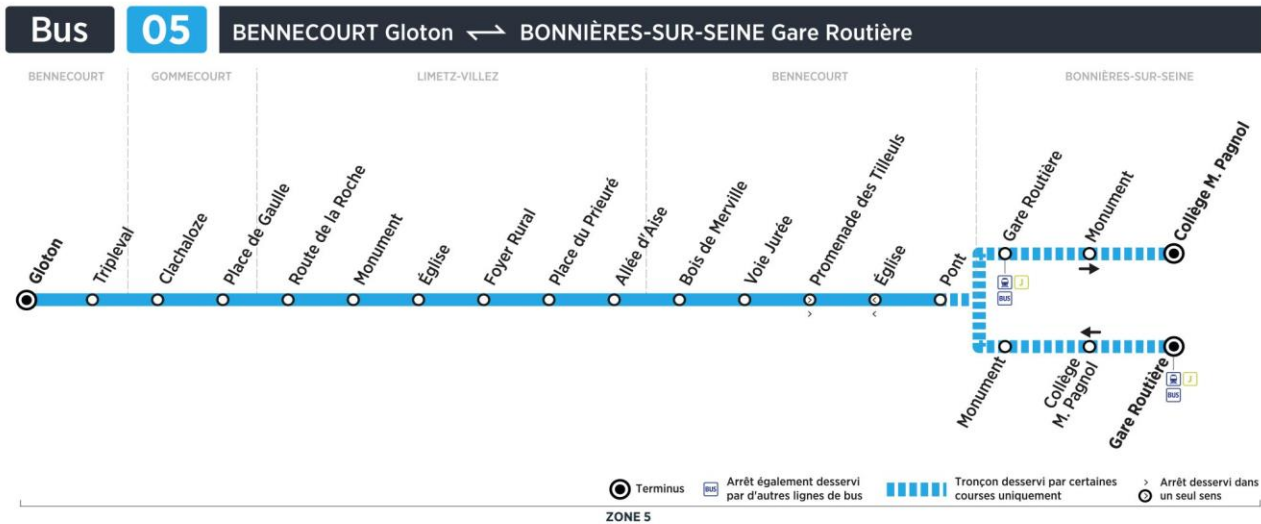 Bus 05 BENNECOURT Gloton ⇌ BONNIÈRES-SUR-SEINE Gare Routière
BENNECOURT
GOMMECOURT
LIMETZ-VILLEZ
BENNECOURT
BONNIÈRES-SUR-SEINE
Gloton
Tripleval
Clachaloze
Place de Gaulle
Route de la Roche
Monument
Église
Foyer Rural
Place du Prieuré
Allée d'Aise
Bois de Merville
Voie Jurée
Promenade des Tilleuls
Église
Pont
Gare Routière
J
BUS
Monument
Collège M. Pagnol
Monument
Collège
M. Pagnol
Gare Routière
J
BUS
Terminus
BUS
Arrêt également desservi
par d'autres lignes de bus
Tronçon desservi par certaines
courses uniquement
Arrêt desservi dans
un seul sens
ZONE 5